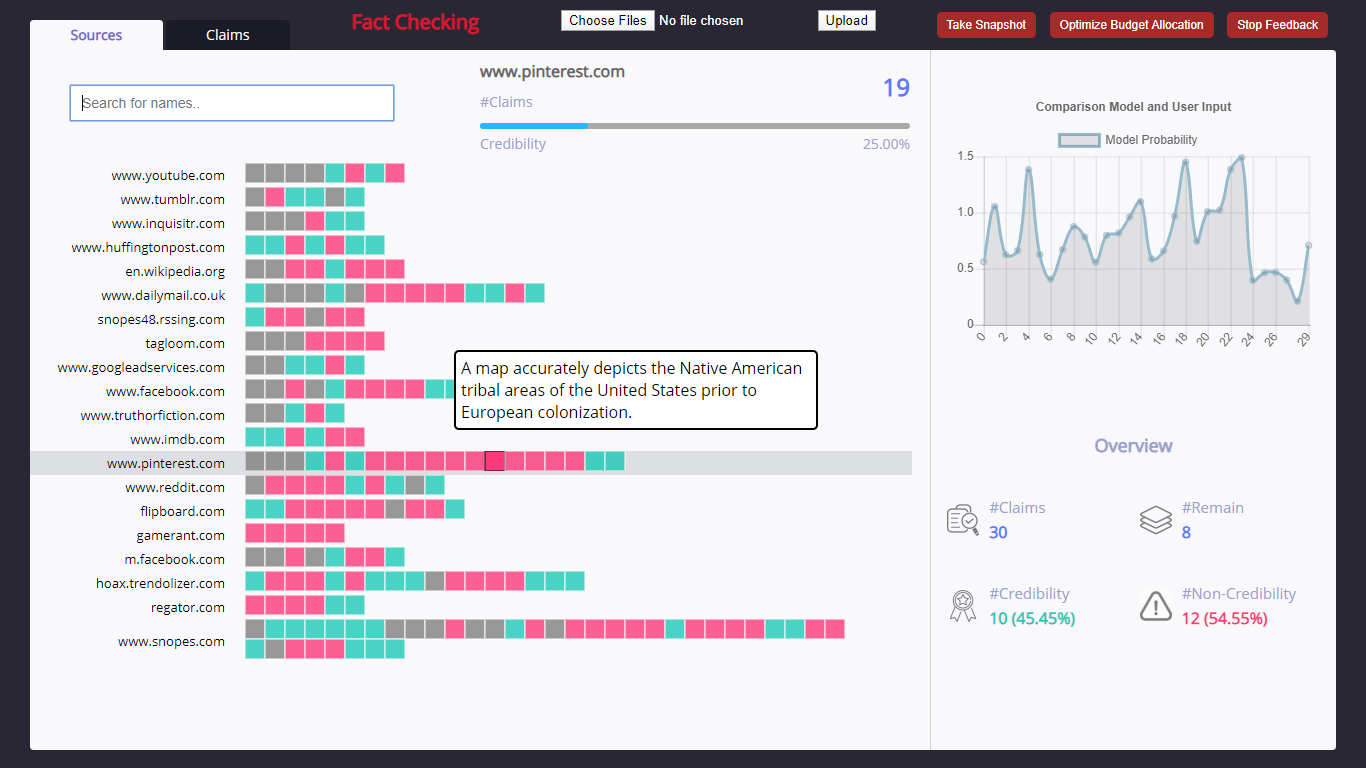 Sources
Claims
Fact Checking
Choose Files No file chosen
Upload
Take Snapshot
Optimize Budget Allocation
Stop Feedback
Search for names..
www.pinterest.com
19
#Claims
Credibility
25.00%
www.youtube.com
www.tumblr.com
www.inquisitr.com
www.huffingtonpost.com
en.wikipedia.org
www.dailymail.co.uk
snopes48.rssing.com
tagloom.com
www.googleadservices.com
www.facebook.com
www.truthorfiction.com
www.imdb.com
www.pinterest.com
www.reddit.com
flipboard.com
gamerant.com
m.facebook.com
hoax.trendolizer.com
regator.com
www.snopes.com
A map accurately depicts the Native American
tribal areas of the United States prior to
European colonization.
Comparison Model and User Input
Model Probability
1.5
1.0
0.5
0
0 2 4 6 8 10 12 14 16 18 20 22 24 26 29
Overview
#Claims
30
#Remain
8
#Credibility
10 (45.45%)
#Non-Credibility
12 (54.55%)